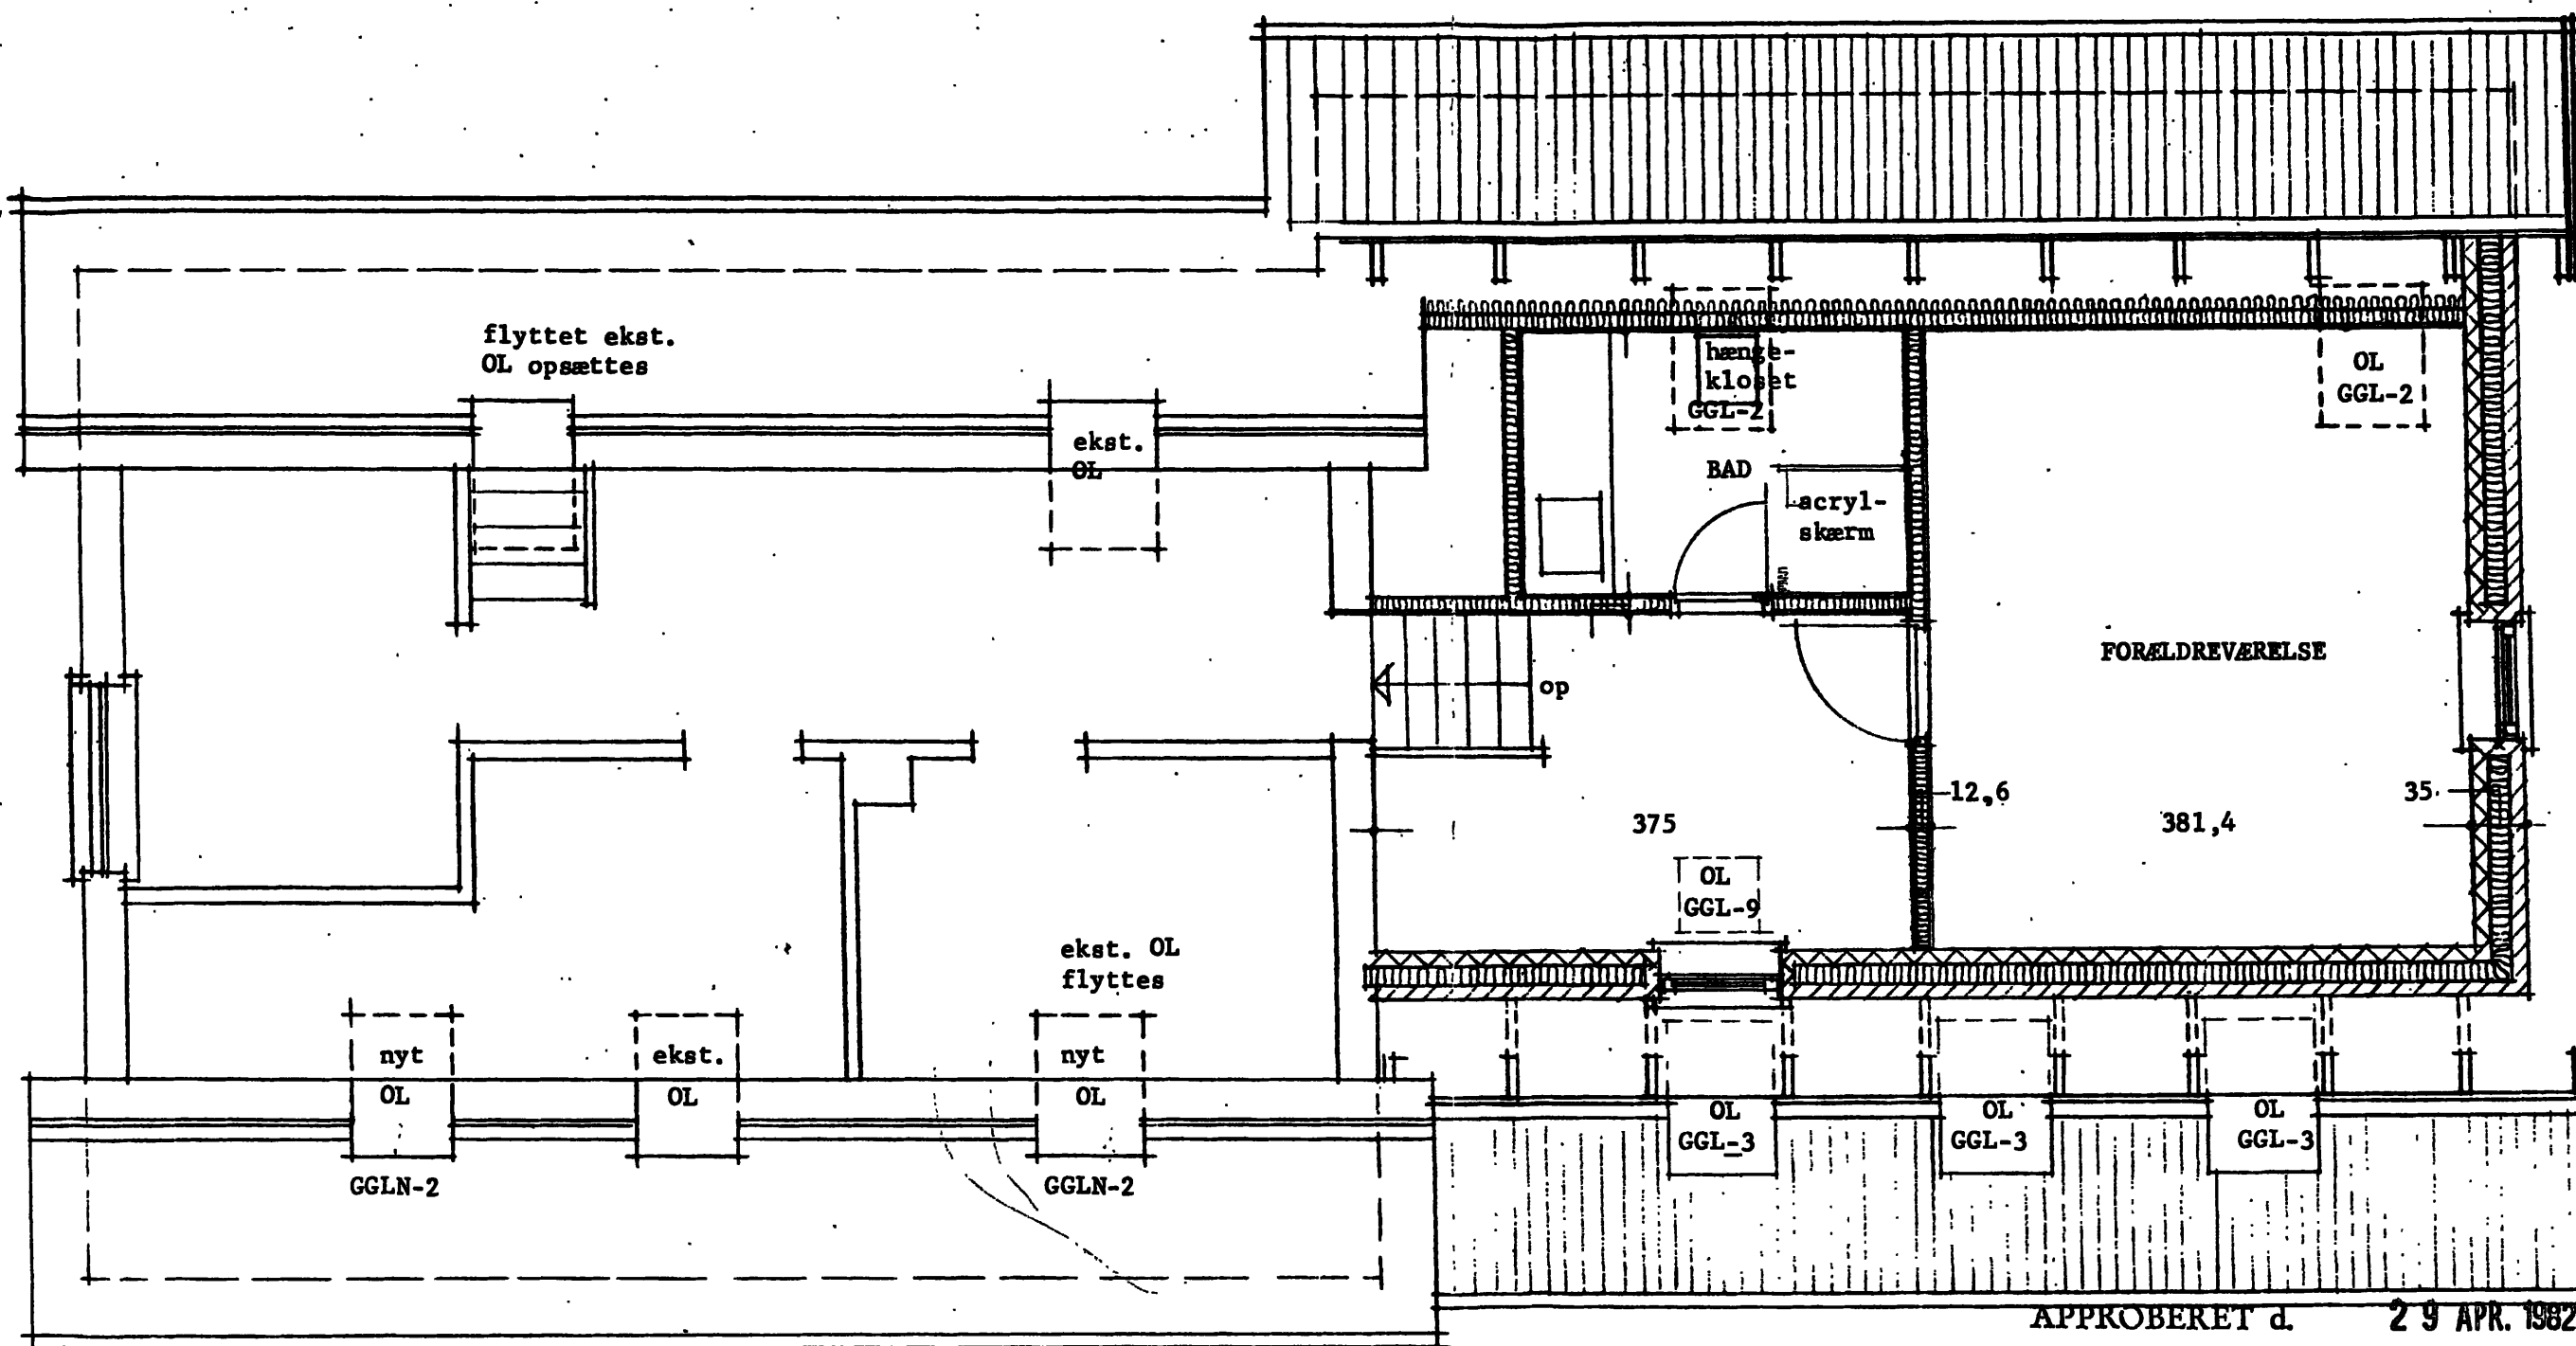 flyttet ekst.
OL opsættes
ekst.
OL
hænge-
kloset
GGL-2
BAD
acryl-
skærm
OL
GGL-2
FORÆLDREVÆRELSE
op
12,6
35
375
381,4
OL
GGL-9
ekst. OL
flyttes
nyt
OL
GGLN-2
ekst.
OL
nyt
OL
GGLN-2
OL
GGL-3
OL
GGL-3
OL
GGL-3
APPROBERET d. 29 APR. 1982